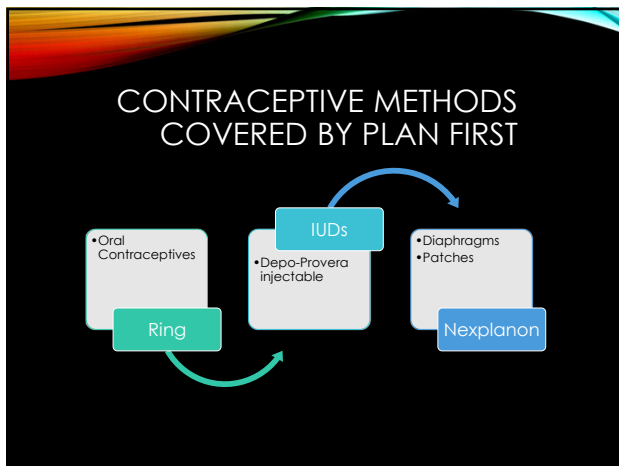 CONTRACEPTIVE METHODS
COVERED BY PLAN FIRST
•Oral
Contraceptives
Ring
IUDs
•Depo-Provera
injectable
•Diaphragms
•Patches
Nexplanon